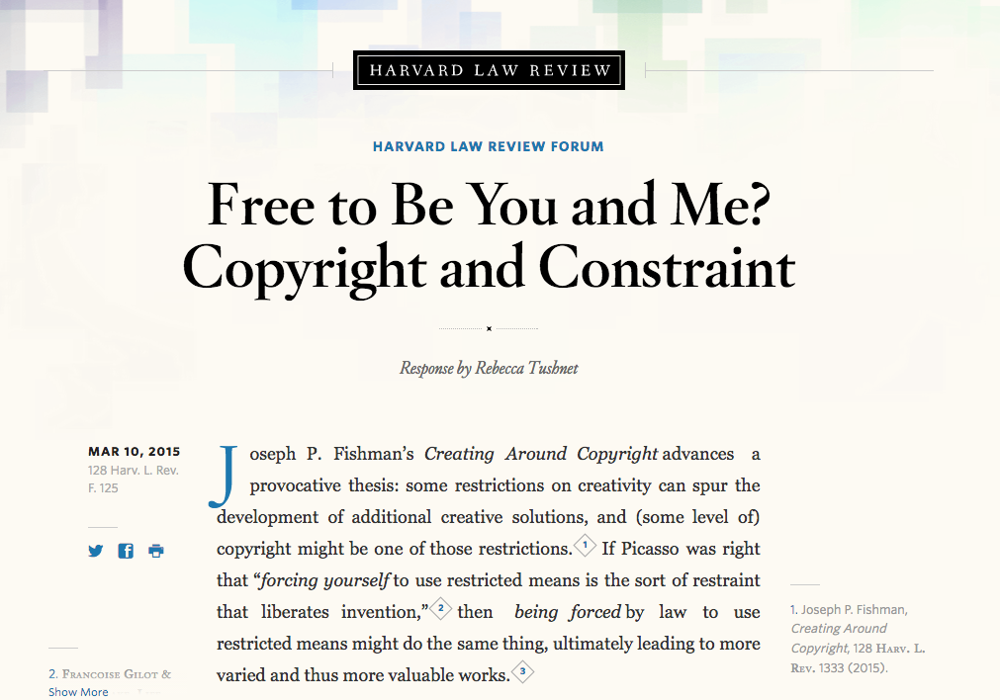 HARVARD LAW REVIEW
HARVARD LAW REVIEW FORUM
Free to Be You and Me?
Copyright and Constraint
Response by Rebecca Tushnet
MAR 10, 2015
128 Harv. L. Rev.
F. 125
Joseph P. Fishman’s Creating Around Copyright advances a
provocative thesis: some restrictions on creativity can spur the
development of additional creative solutions, and (some level of)
copyright might be one of those restrictions.1 If Picasso was right
that “forcing yourself to use restricted means is the sort of restraint
that liberates invention,”2 then being forced by law to use
restricted means might do the same thing, ultimately leading to more
varied and thus more valuable works.3
1. Joseph P. Fishman,
Creating Around
Copyright, 128 Harv. L.
Rev. 1333 (2015).
2. Francoise Gilot &
Show More